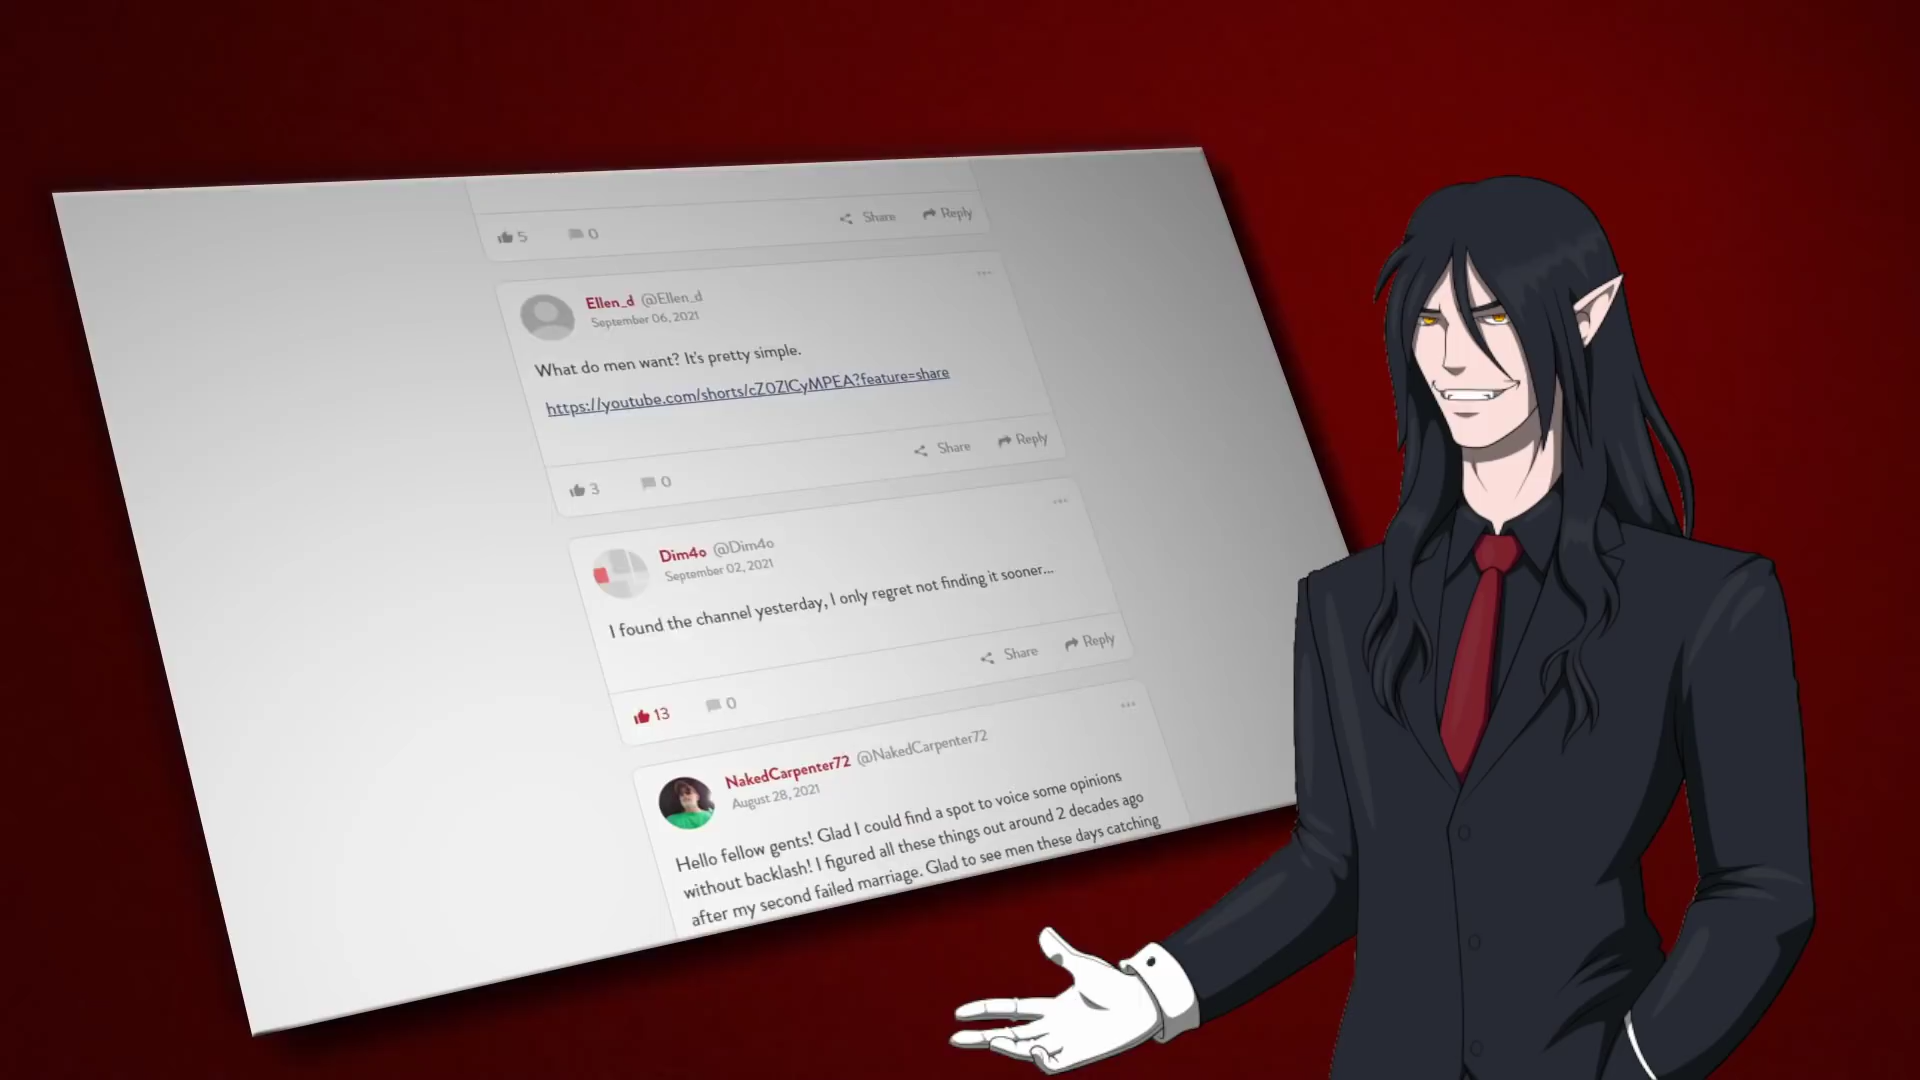 5 0 Share Reply
Ellen_d @Ellen_d
September 06, 2021
What do men want? It's pretty simple.
https://youtube.com/shorts/cZ0ZlCyMPEA?feature=share
3 0 Share Reply
Dim4o @Dim4o
September 02, 2021
I found the channel yesterday, I only regret not finding it sooner...
13 0 Share Reply
NakedCarpenter72 @NakedCarpenter72
August 28, 2021
Hello fellow gents! Glad I could find a spot to voice some opinions
without backlash! I figured all these things out around 2 decades ago
after my second failed marriage. Glad to see men these days catching